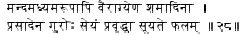 मन्दमध्यमरूपापि वैराग्येण शमादिना ।
प्रसादेन गुरोः सेयं प्रवृद्धा सूयते फलम् ॥२८॥